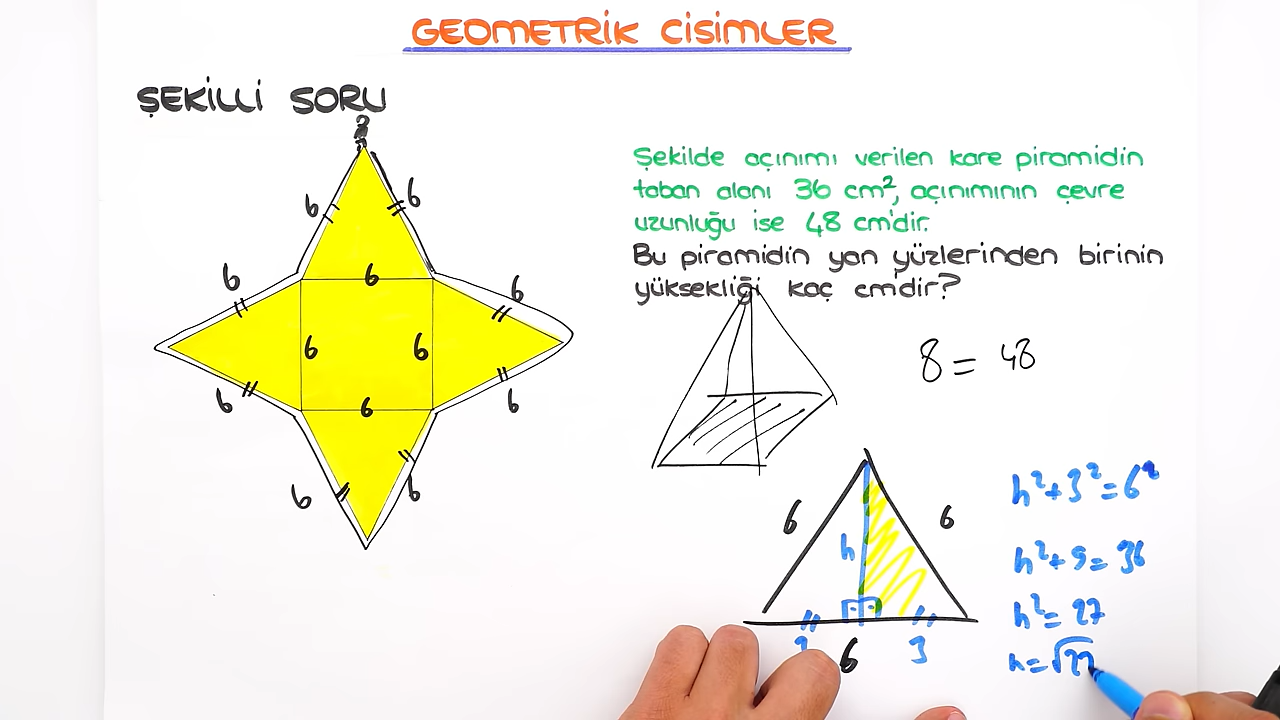 GEOMETRİK CİSİMLER
ŞEKİLLİ SORU
Şekilde açınımı verilen kare piramidin
taban alanı 36 cm², açınımının çevre
uzunluğu ise 48 cm'dir.
Bu piramidin yan yüzlerinden birinin
yüksekliği kaç cm'dir?
6 6
6 6 6
6 6
6 6 6
6 6
8 = 48
6 6
h
6 3
h²+3²=6²
h²+9=36
h²=27
h=√27